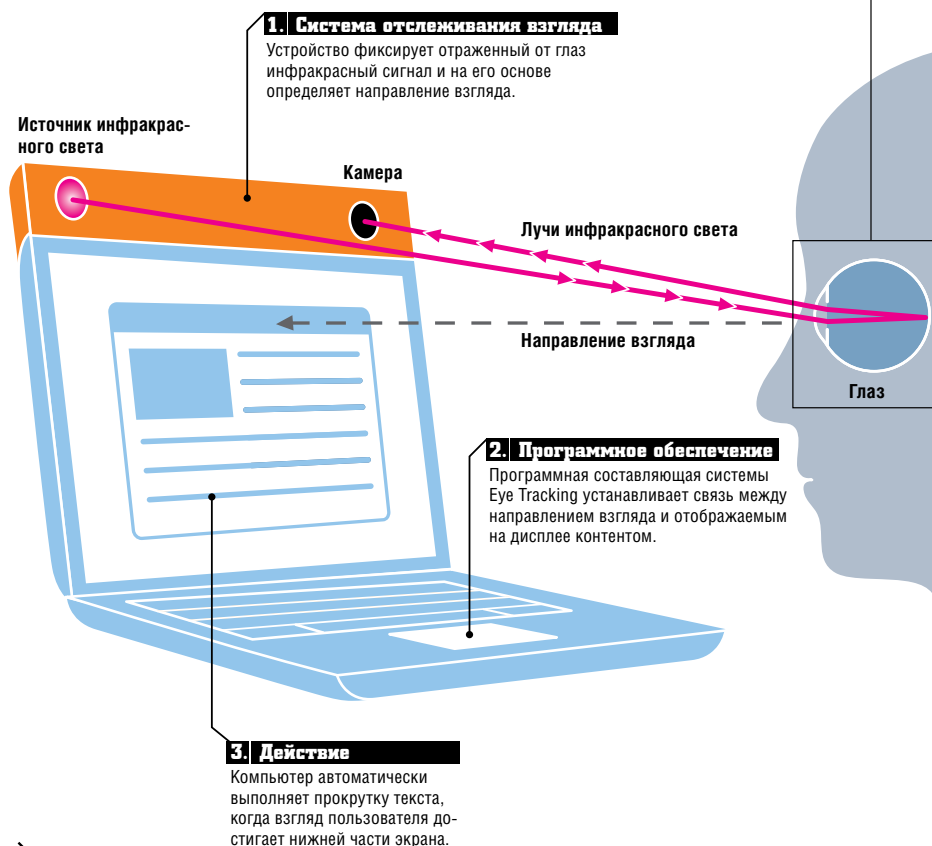 1. Система отслеживания взгляда
Устройство фиксирует отраженный от глаз
инфракрасный сигнал и на его основе
определяет направление взгляда.
Источник инфракрас-
ного света
Камера
Лучи инфракрасного света
Направление взгляда
Глаз
2. Программное обеспечение
Программная составляющая системы
Eye Tracking устанавливает связь между
направлением взгляда и отображаемым
на дисплее контентом.
3. Действие
Компьютер автоматически
выполняет прокрутку текста,
когда взгляд пользователя до-
стигает нижней части экрана.